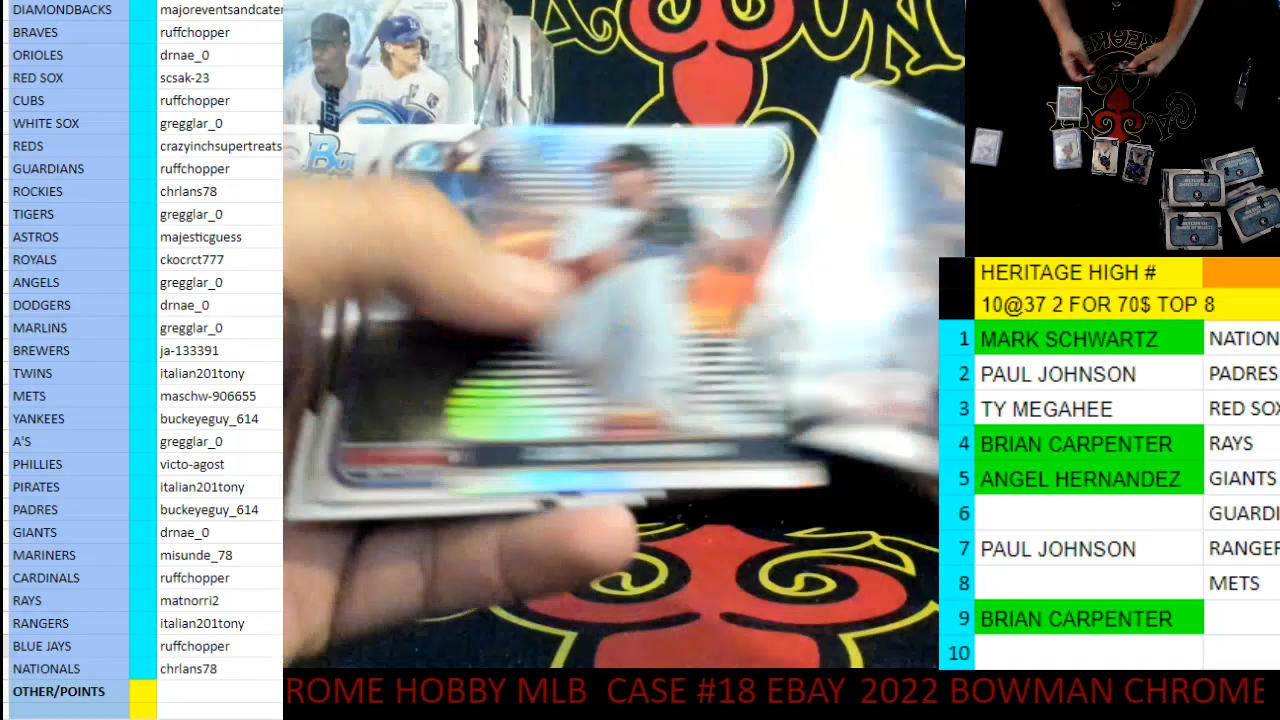 DIAMONDBACKS majoreventsandcater
BRAVES ruffchopper
ORIOLES drnae_0
RED SOX scsak-23
CUBS ruffchopper
WHITE SOX gregglar_0
REDS crazyinchsupertreats
GUARDIANS ruffchopper
ROCKIES chrlans78
TIGERS gregglar_0
ASTROS majesticguess
ROYALS ckocrct777
ANGELS gregglar_0
DODGERS drnae_0
MARLINS gregglar_0
BREWERS ja-133391
TWINS italian201tony
METS maschw-906655
YANKEES buckeyeguy_614
A'S gregglar_0
PHILLIES victo-agost
PIRATES italian201tony
PADRES buckeyeguy_614
GIANTS drnae_0
MARINERS misunde_78
CARDINALS ruffchopper
RAYS matnorri2
RANGERS italian201tony
BLUE JAYS ruffchopper
NATIONALS chrlans78
OTHER/POINTS
TOPPS
HERITAGE HIGH #
10@37 2 FOR 70$ TOP 8
1 MARK SCHWARTZ NATION
2 PAUL JOHNSON PADRES
3 TY MEGAHEE RED SOX
4 BRIAN CARPENTER RAYS
5 ANGEL HERNANDEZ GIANTS
6 GUARDI
7 PAUL JOHNSON RANGER
8 METS
9 BRIAN CARPENTER
10
ROME HOBBY MLB CASE #18 EBAY 2022 BOWMAN CHROME